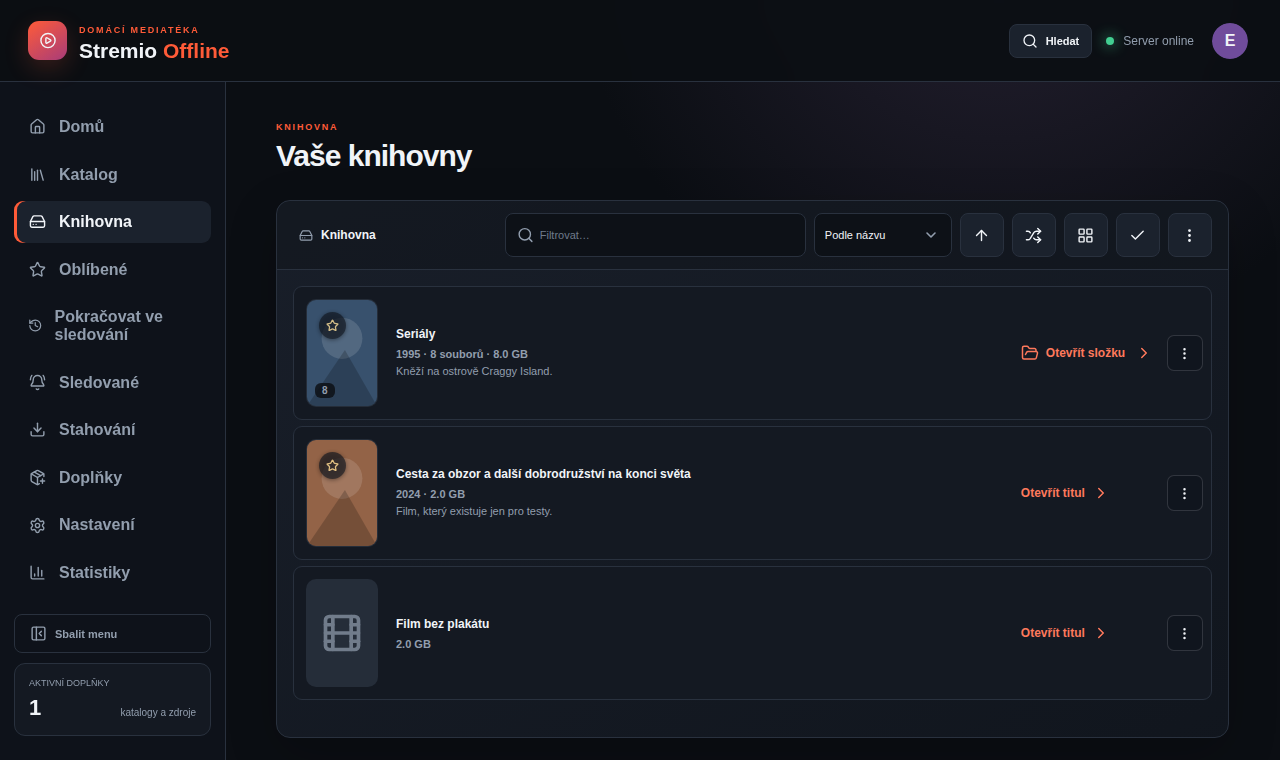 DOMÁCÍ MEDIATÉKA
Stremio Offline
Hledat
Server online
E
Domů
Katalog
Knihovna
Oblíbené
Pokračovat ve
sledování
Sledované
Stahování
Doplňky
Nastavení
Statistiky
Sbalit menu
AKTIVNÍ DOPLŇKY
1
katalogy a zdroje
KNIHOVNA
Vaše knihovny
Knihovna
Filtrovat…
Podle názvu
8
Seriály
1995 · 8 souborů · 8.0 GB
Kněží na ostrově Craggy Island.
Otevřít složku
Cesta za obzor a další dobrodružství na konci světa
2024 · 2.0 GB
Film, který existuje jen pro testy.
Otevřít titul
Film bez plakátu
2.0 GB
Otevřít titul